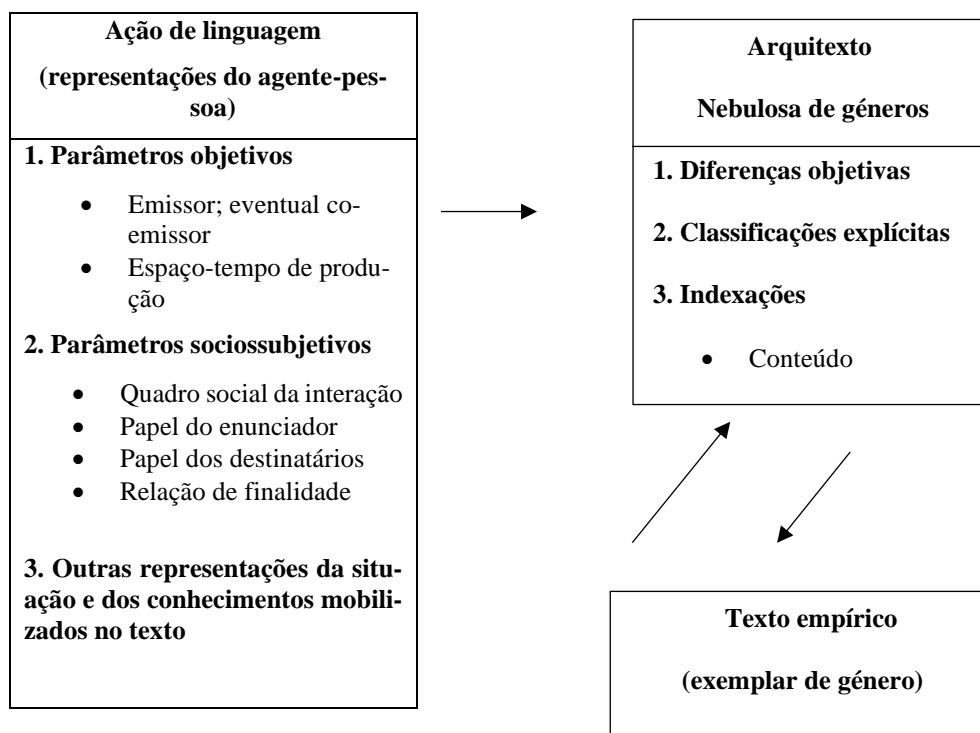 Ação de linguagem
(representações do agente-pes-
soa)
1. Parâmetros objetivos
• Emissor; eventual co-
emissor
• Espaço-tempo de produ-
ção
2. Parâmetros sociossubjetivos
• Quadro social da interação
• Papel do enunciador
• Papel dos destinatários
• Relação de finalidade
3. Outras representações da situ-
ação e dos conhecimentos mobili-
zados no texto
Arquitexto
Nebulosa de géneros
1. Diferenças objetivas
2. Classificações explícitas
3. Indexações
• Conteúdo
Texto empírico
(exemplar de género)